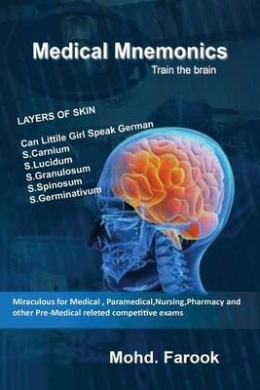 Medical Mnemonics
Train the brain
LAYERS OF SKIN
Can Littile Girl Speak German
S.Carnium
S.Lucidum
S.Granulosum
S.Spinosum
S.Germinativum
Miraculous for Medical , Paramedical,Nursing,Pharmacy and
other Pre-Medical releted competitive exams
Mohd. Farook